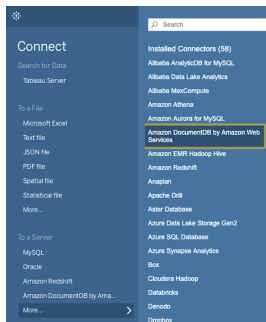 Connect
Search for Data
Tableau Server
To a File
Microsoft Excel
Text file
JSON file
PDF file
Spatial file
Statistical file
More...
To a Server
MySQL
Oracle
Amazon Redshift
Amazon DocumentDB by Ama...
More...
Search
Installed Connectors (58)
Alibaba AnalyticDB for MySQL
Alibaba Data Lake Analytics
Alibaba MaxCompute
Amazon Athena
Amazon Aurora for MySQL
Amazon DocumentDB by Amazon Web
Services
Amazon EMR Hadoop Hive
Amazon Redshift
Anaplan
Apache Drill
Aster Database
Azure Data Lake Storage Gen2
Azure SQL Database
Azure Synapse Analytics
Box
Cloudera Hadoop
Databricks
Denodo
Dropbox